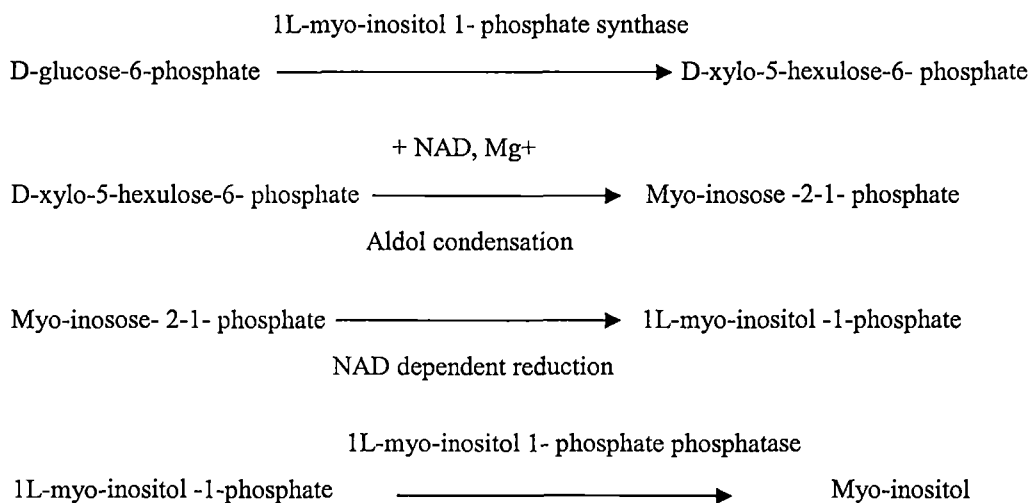 1L-myo-inositol 1- phosphate synthase
D-glucose-6-phosphate D-xylo-5-hexulose-6- phosphate
+ NAD, Mg+
D-xylo-5-hexulose-6- phosphate Myo-inosose -2-1- phosphate
Aldol condensation
Myo-inosose- 2-1- phosphate 1L-myo-inositol -1-phosphate
NAD dependent reduction
1L-myo-inositol 1- phosphate phosphatase
1L-myo-inositol -1-phosphate Myo-inositol